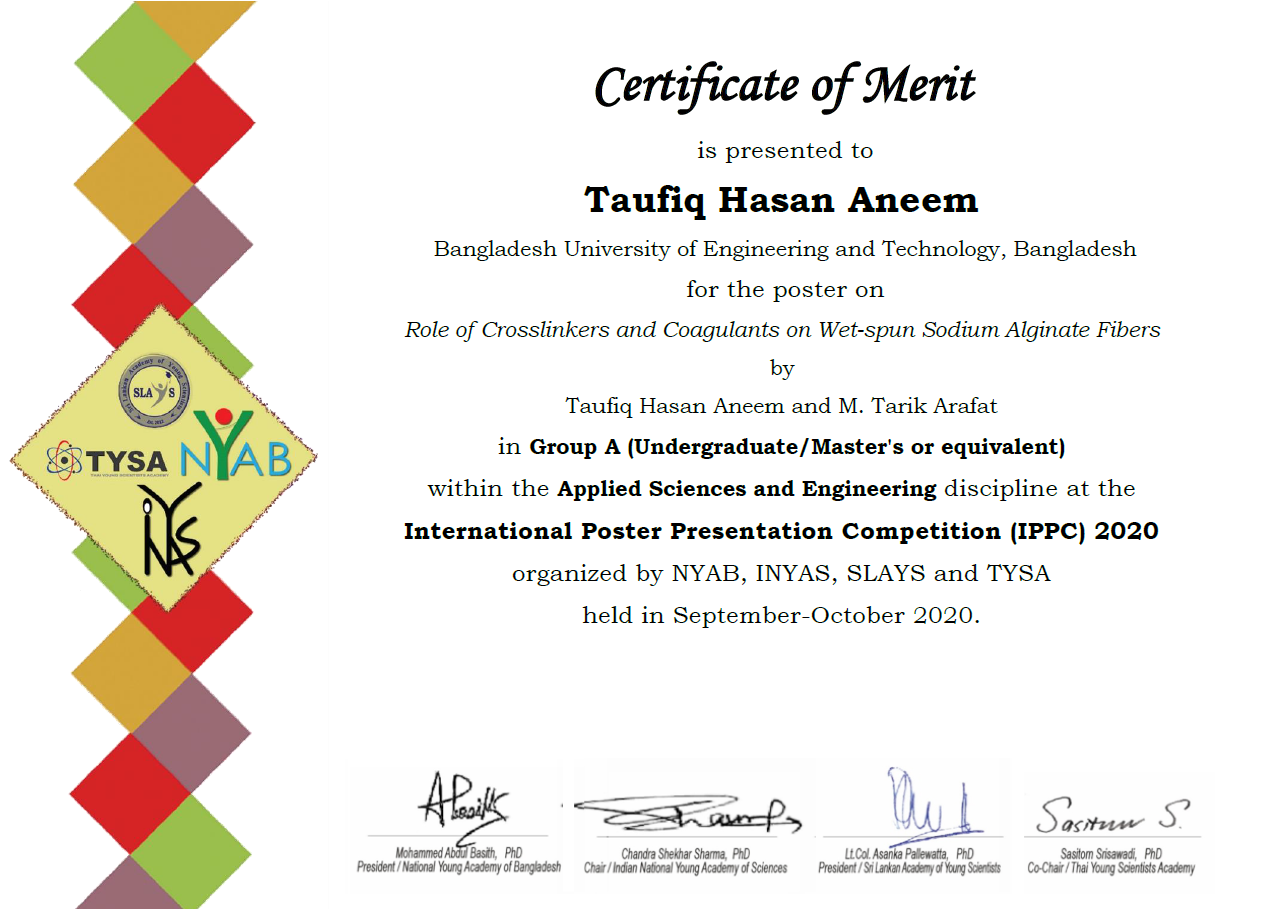 Certificate of Merit
is presented to
Taufiq Hasan Aneem
Bangladesh University of Engineering and Technology, Bangladesh
for the poster on
Role of Crosslinkers and Coagulants on Wet-spun Sodium Alginate Fibers
by
Taufiq Hasan Aneem and M. Tarik Arafat
in Group A (Undergraduate/Master's or equivalent)
within the Applied Sciences and Engineering discipline at the
International Poster Presentation Competition (IPPC) 2020
organized by NYAB, INYAS, SLAYS and TYSA
held in September-October 2020.
Sri Lankan Academy of Young Scientists
SLAYS
TYSA
THAI YOUNG SCIENTISTS ACADEMY
NYAB
INYAS
Sasitorn S.
Mohammed Abdul Basith, PhD
President / National Young Academy of Bangladesh
Chandra Shekhar Sharma, PhD
Chair / Indian National Young Academy of Sciences
Lt.Col. Asanka Pallewatta, PhD
President / Sri Lankan Academy of Young Scientists
Sasitorn Srisawadi, PhD
Co-Chair / Thai Young Scientists Academy